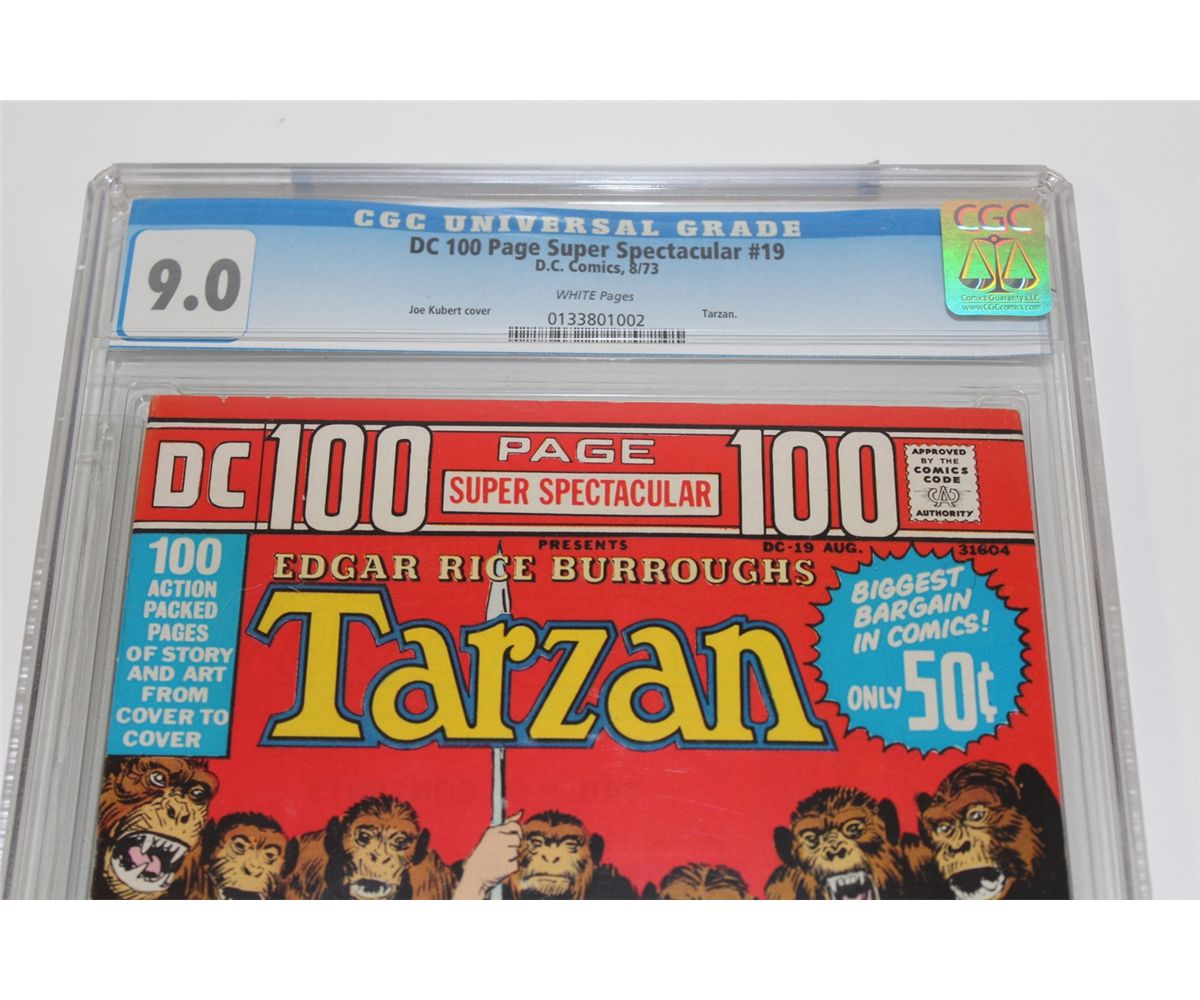 CGC UNIVERSAL GRADE
DC 100 Page Super Spectacular #19
D.C. Comics, 8/73
9.0
WHITE Pages
Joe Kubert cover
0133801002
Tarzan.
CGC
Comics Guaranty, LLC
www.CGCcomics.com
DC 100 PAGE 100
SUPER SPECTACULAR
APPROVED
BY THE
COMICS
CODE
CA
AUTHORITY
PRESENTS
DC-19 AUG. 31604
EDGAR RICE BURROUGHS
Tarzan
100
ACTION
PACKED
PAGES
OF STORY
AND ART
FROM
COVER TO
COVER
BIGGEST
BARGAIN
IN COMICS!
ONLY 50¢